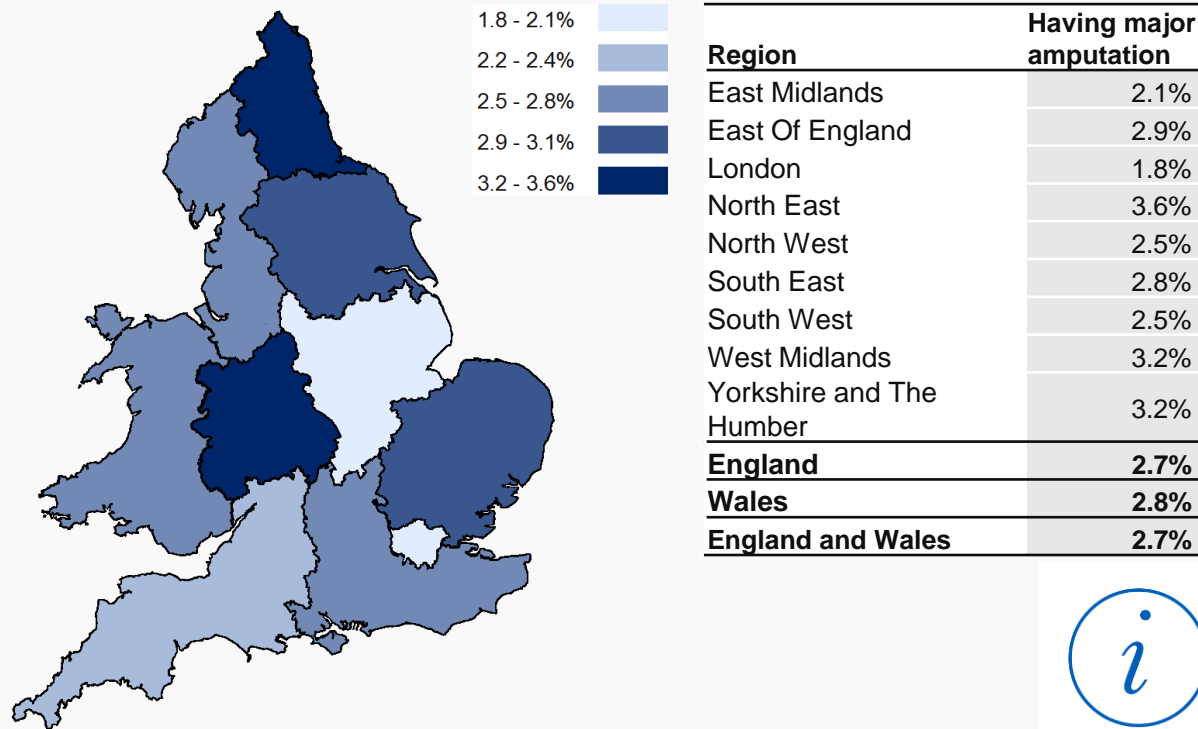 1.8 - 2.1%
2.2 - 2.4%
2.5 - 2.8%
2.9 - 3.1%
3.2 - 3.6%
Region Having major amputation
East Midlands 2.1%
East Of England 2.9%
London 1.8%
North East 3.6%
North West 2.5%
South East 2.8%
South West 2.5%
West Midlands 3.2%
Yorkshire and The
Humber 3.2%
England 2.7%
Wales 2.8%
England and Wales 2.7%
i